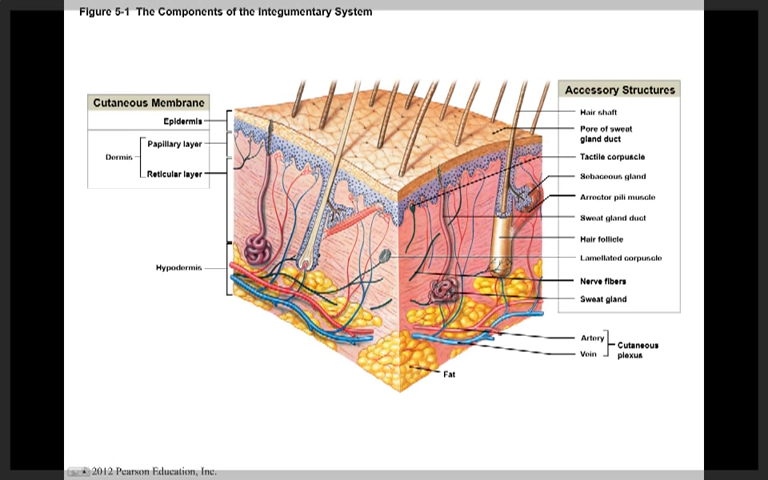 Figure 5-1 The Components of the Integumentary System
Cutaneous Membrane
Epidermis
Papillary layer
Dermis
Reticular layer
Hypodermis
Accessory Structures
Hair shaft
Pore of sweat
gland duct
Tactile corpuscle
Sebaceous gland
Arrector pili muscle
Sweat gland duct
Hair follicle
Lamellated corpuscle
Nerve fibers
Sweat gland
Artery
Vein
Cutaneous
plexus
Fat
2012 Pearson Education, Inc.